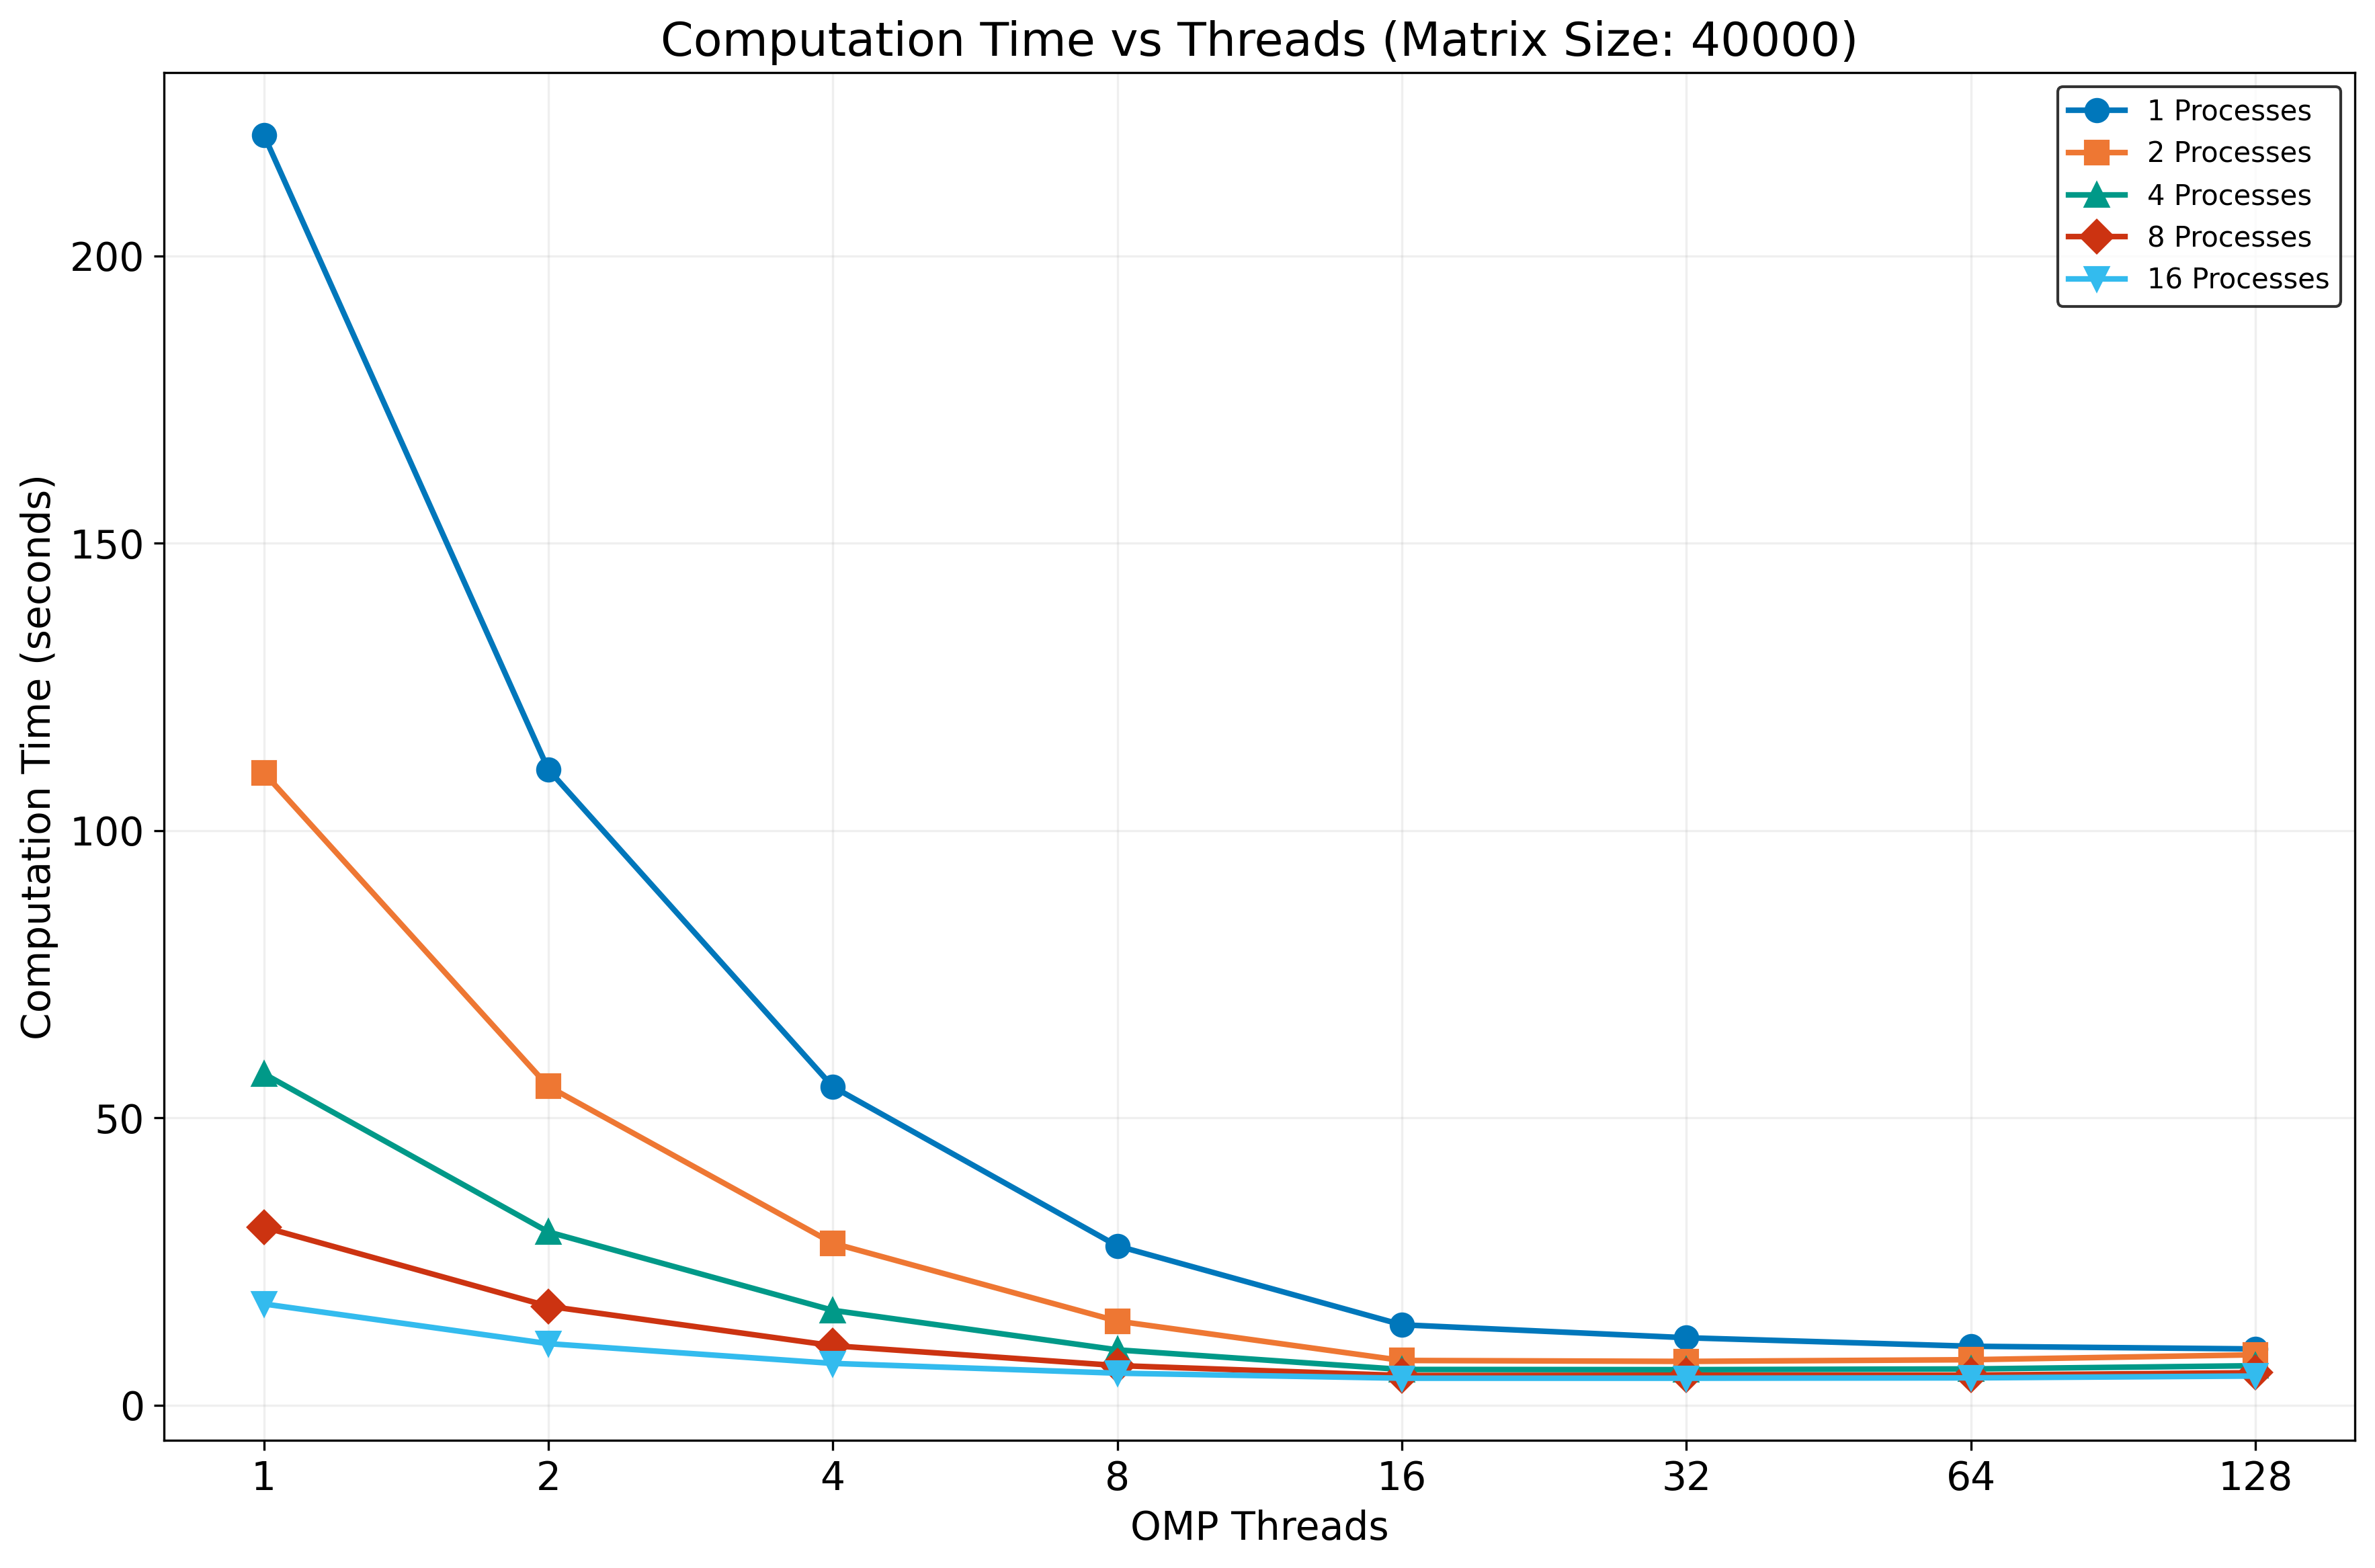 Computation Time vs Threads (Matrix Size: 40000)
1 Processes
2 Processes
4 Processes
8 Processes
16 Processes
Computation Time (seconds)
200
150
100
50
0
1 2 4 8 16 32 64 128
OMP Threads